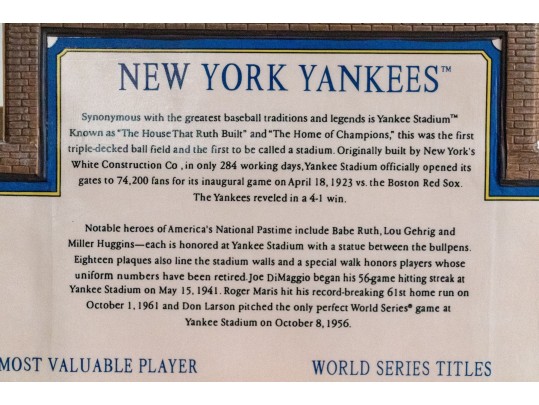 NEW YORK YANKEES™
Synonymous with the greatest baseball traditions and legends is Yankee Stadium™
Known as "The House That Ruth Built" and "The Home of Champions," this was the first
triple-decked ball field and the first to be called a stadium. Originally built by New York's
White Construction Co., in only 284 working days, Yankee Stadium officially opened its
gates to 74,200 fans for its inaugural game on April 18, 1923 vs. the Boston Red Sox.
The Yankees reveled in a 4-1 win.
Notable heroes of America's National Pastime include Babe Ruth, Lou Gehrig and
Miller Huggins—each is honored at Yankee Stadium with a statue between the bullpens.
Eighteen plaques also line the stadium walls and a special walk honors players whose
uniform numbers have been retired. Joe DiMaggio began his 56-game hitting streak at
Yankee Stadium on May 15, 1941. Roger Maris hit his record-breaking 61st home run on
October 1, 1961 and Don Larson pitched the only perfect World Series® game at
Yankee Stadium on October 8, 1956.
MOST VALUABLE PLAYER
WORLD SERIES TITLES